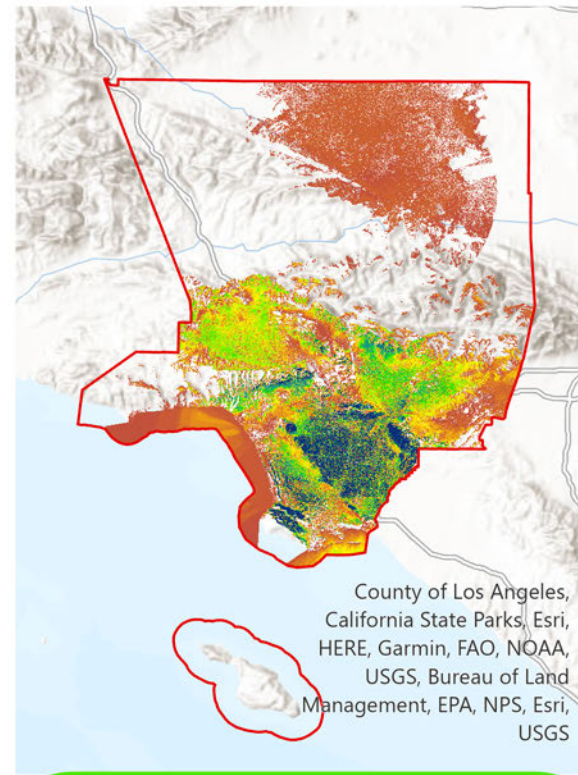 County of Los Angeles,
California State Parks, Esri,
HERE, Garmin, FAO, NOAA,
USGS, Bureau of Land
Management, EPA, NPS, Esri,
USGS